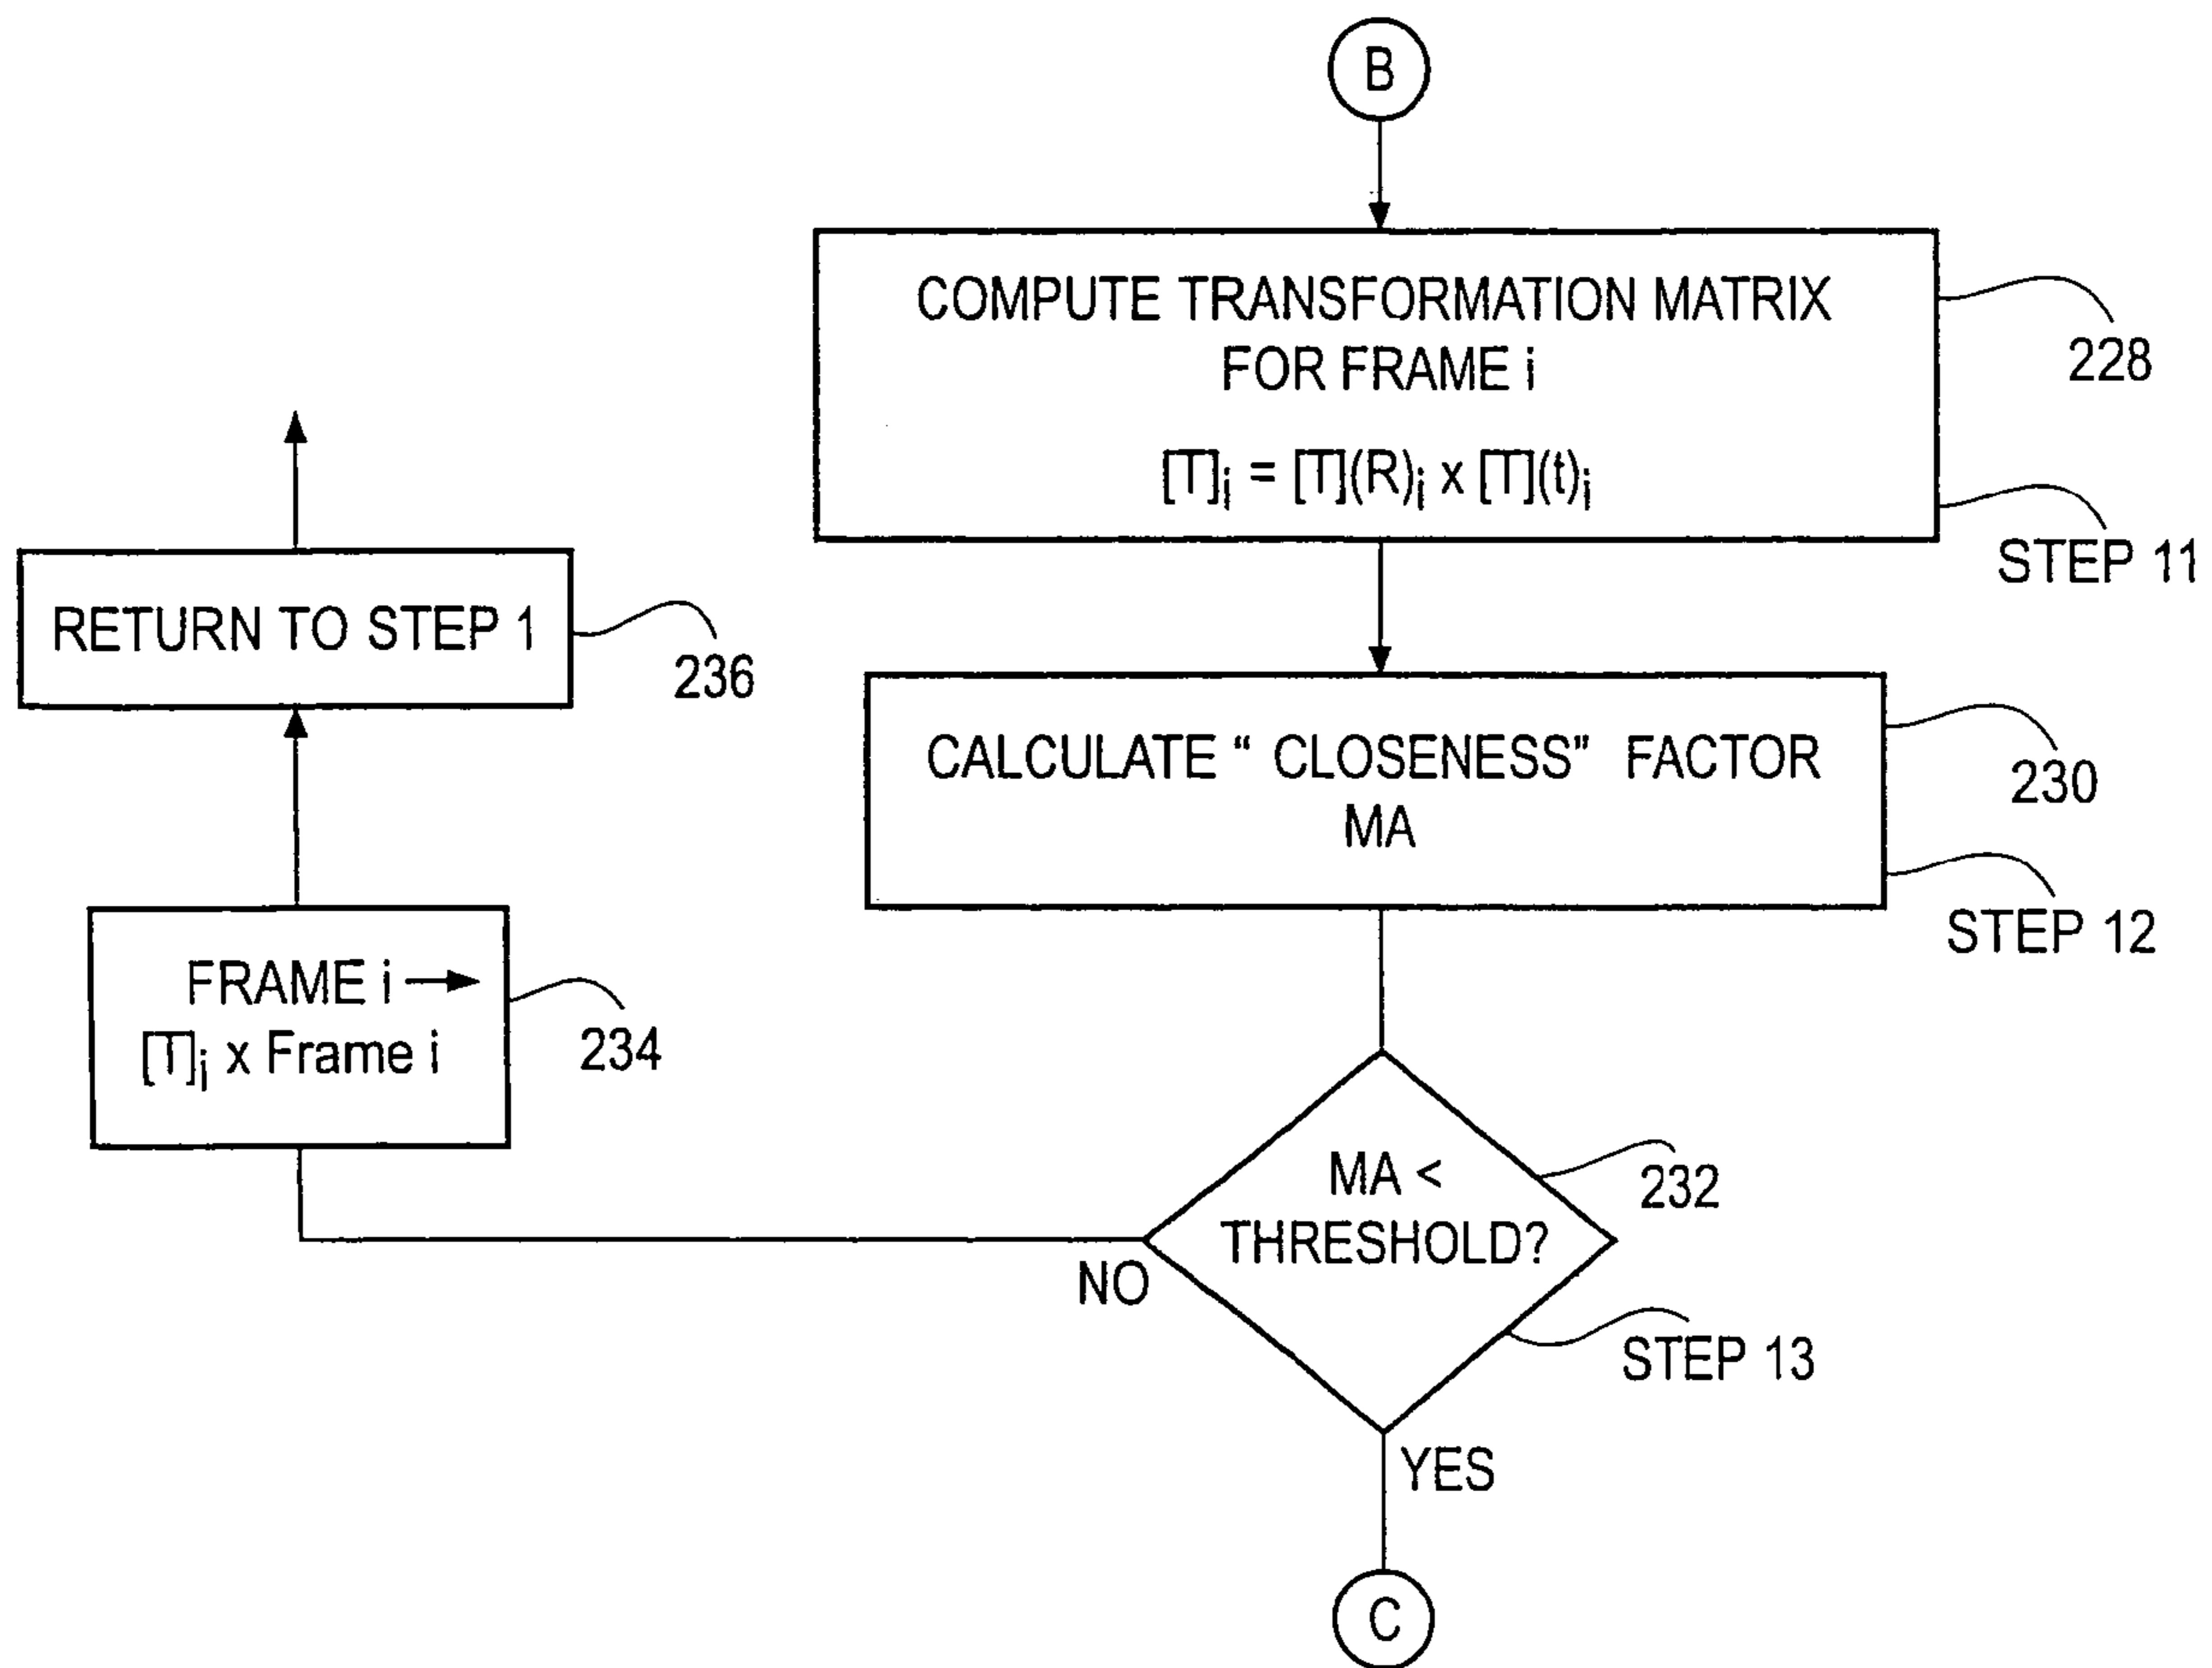 B
COMPUTE TRANSFORMATION MATRIX
FOR FRAME i
[T]i = [T](R)i x [T](t)i
228
STEP 11
RETURN TO STEP 1
236
CALCULATE “ CLOSENESS” FACTOR
MA
230
STEP 12
FRAME i →
[T]i x Frame i
234
MA <
THRESHOLD?
232
STEP 13
NO
YES
C